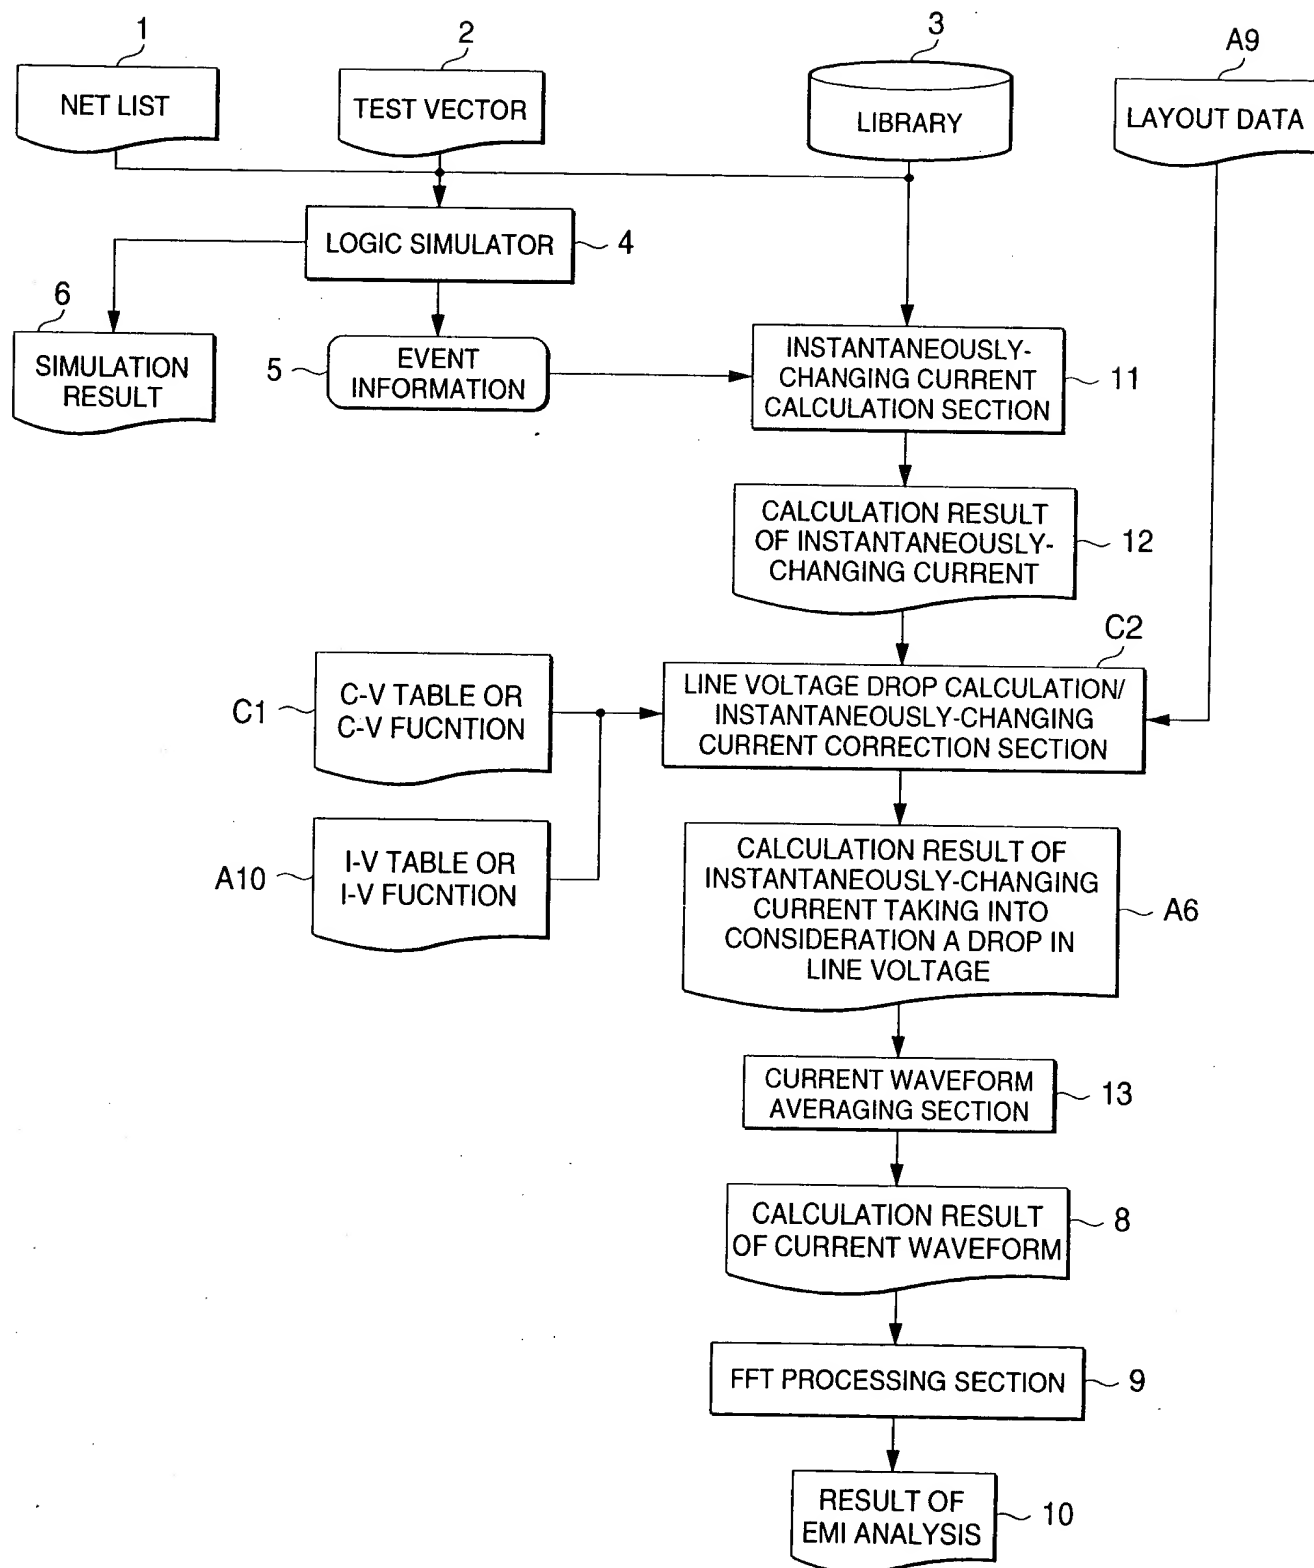 1
2
3
A9
NET LIST
TEST VECTOR
LIBRARY
LAYOUT DATA
LOGIC SIMULATOR
4
6
SIMULATION
RESULT
5
EVENT
INFORMATION
INSTANTANEOUSLY-
CHANGING CURRENT
CALCULATION SECTION
11
CALCULATION RESULT
OF INSTANTANEOUSLY-
CHANGING CURRENT
12
C2
C1
C-V TABLE OR
C-V FUCNTION
LINE VOLTAGE DROP CALCULATION/
INSTANTANEOUSLY-CHANGING
CURRENT CORRECTION SECTION
A10
I-V TABLE OR
I-V FUCNTION
CALCULATION RESULT OF
INSTANTANEOUSLY-CHANGING
CURRENT TAKING INTO
CONSIDERATION A DROP IN
LINE VOLTAGE
A6
CURRENT WAVEFORM
AVERAGING SECTION
13
CALCULATION RESULT
OF CURRENT WAVEFORM
8
FFT PROCESSING SECTION
9
RESULT OF
EMI ANALYSIS
10